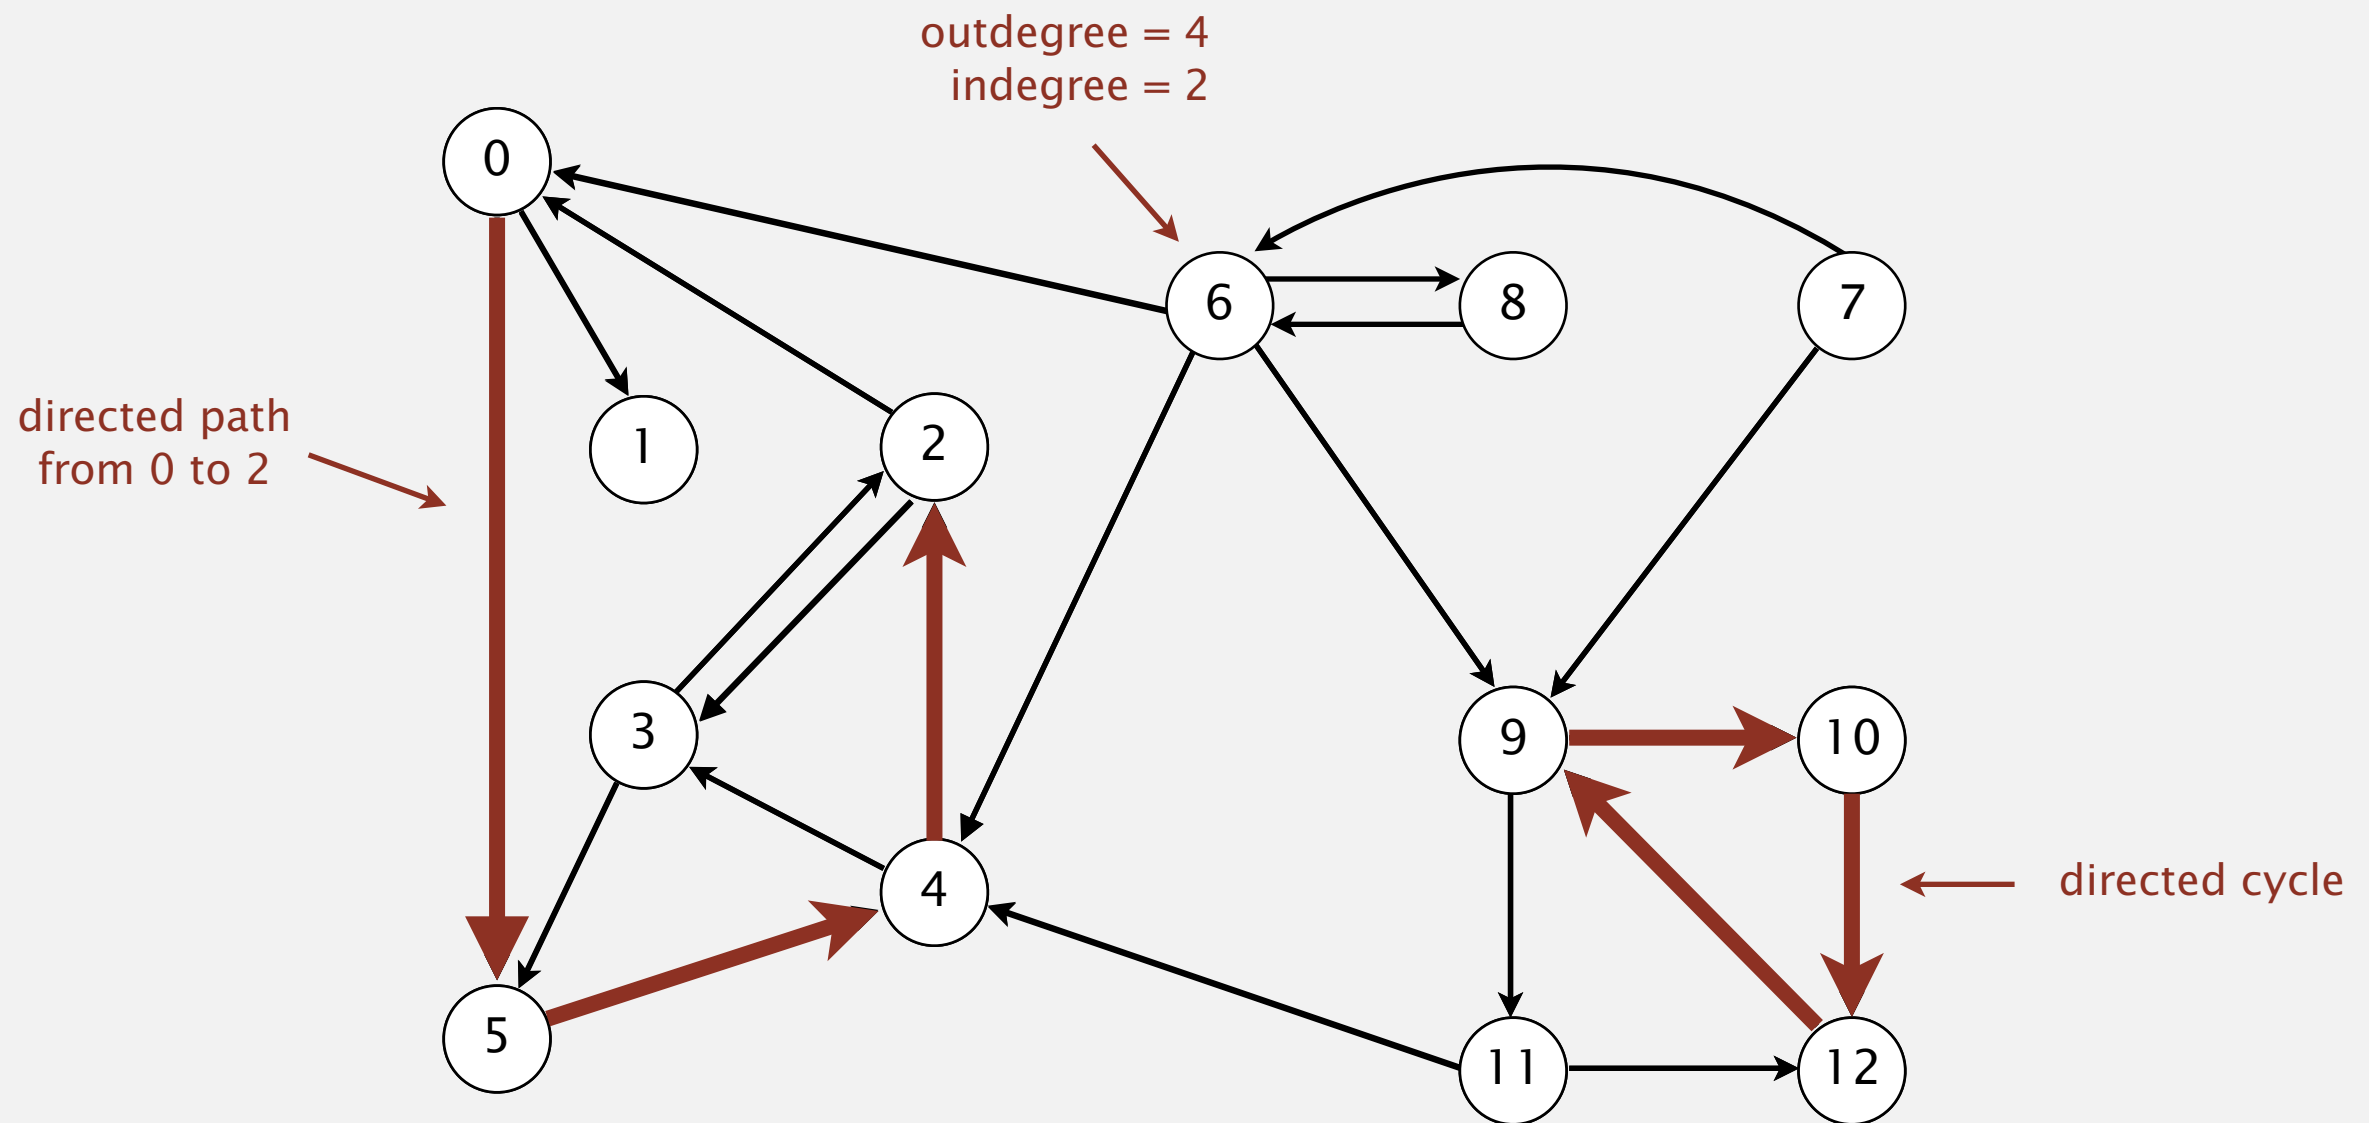 outdegree = 4
indegree = 2
0
6
8
7
directed path
from 0 to 2
1
2
3
9
10
4
directed cycle
5
11
12